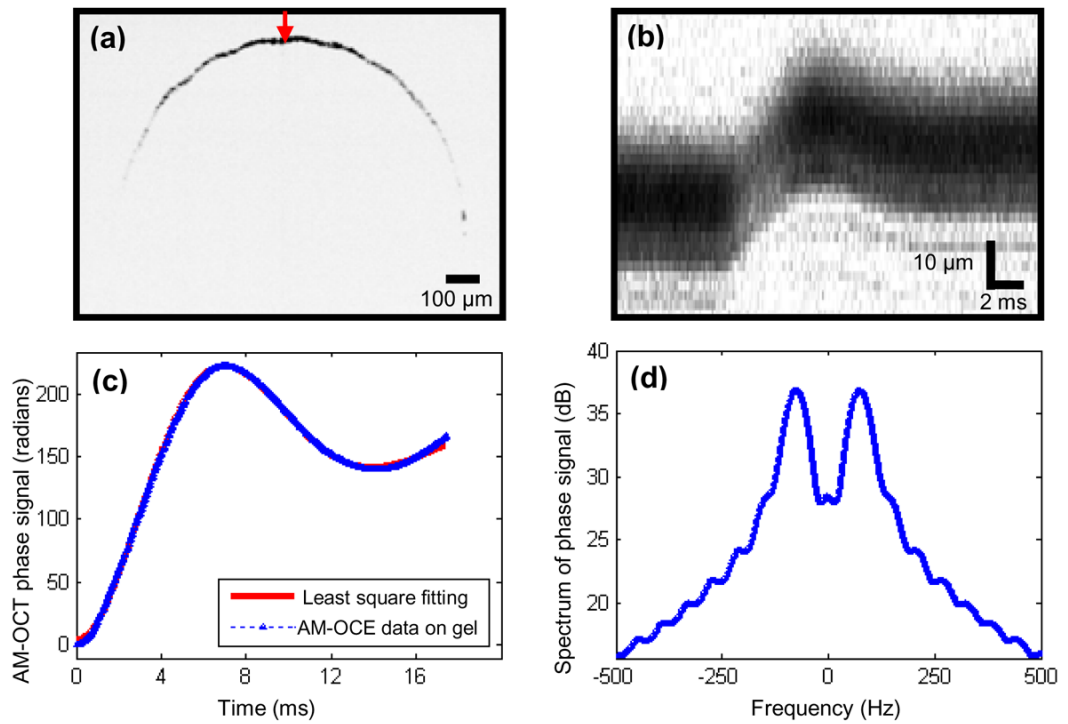 (a)
100 µm
(b)
10 µm
2 ms
(c)
AM-OCT phase signal (radians)
200
150
100
50
0
Least square fitting
AM-OCE data on gel
0 4 8 12 16
Time (ms)
(d)
Spectrum of phase signal (dB)
40
35
30
25
20
-500 -250 0 250 500
Frequency (Hz)